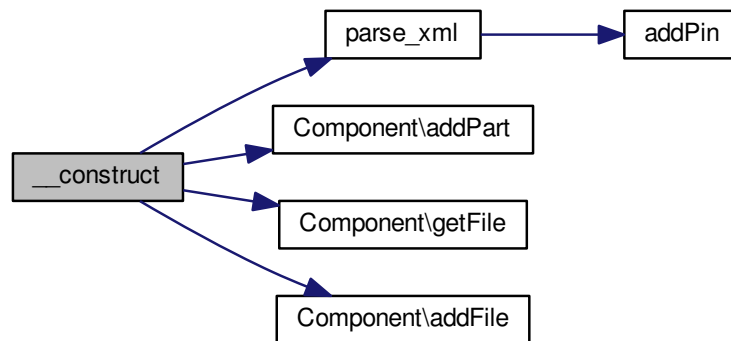 parse_xml
addPin
Component\addPart
__construct
Component\getFile
Component\addFile